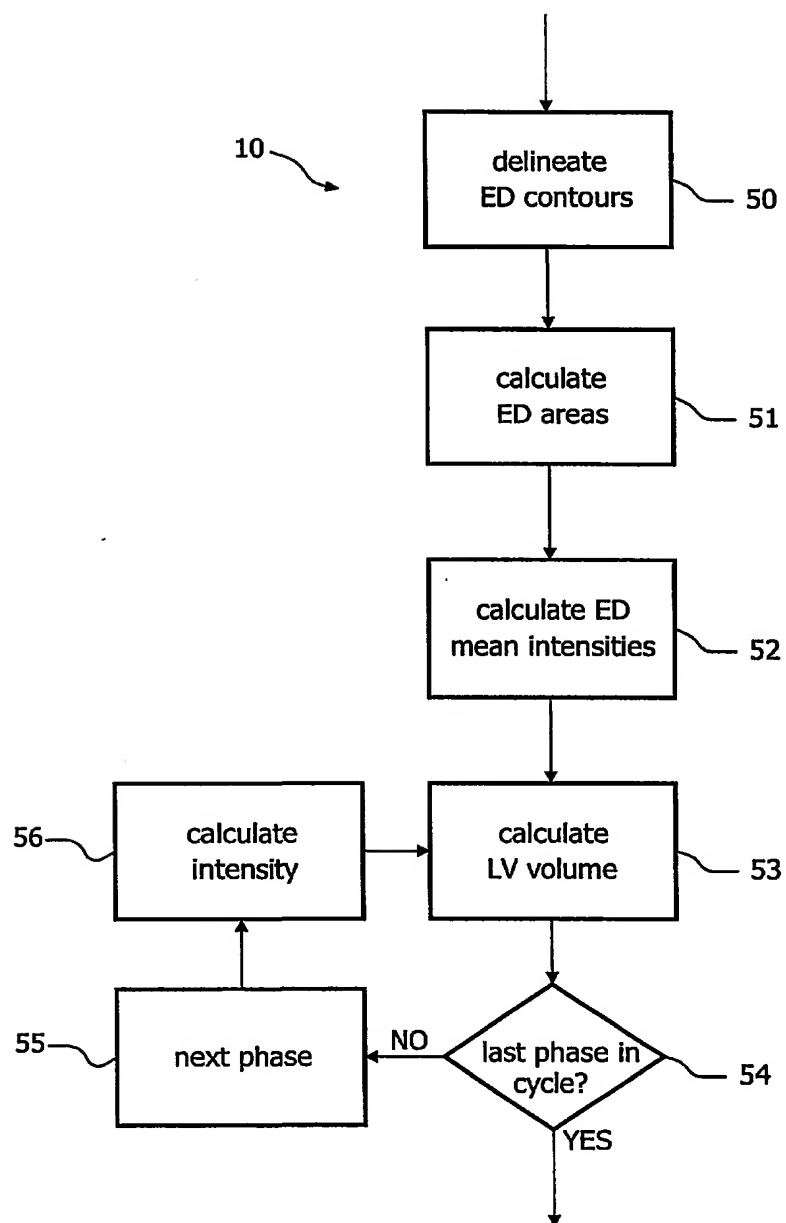 10
delineate
ED contours
50
calculate
ED areas
51
calculate ED
mean intensities
52
56
calculate
intensity
calculate
LV volume
53
55
next phase
NO
last phase in
cycle?
54
YES